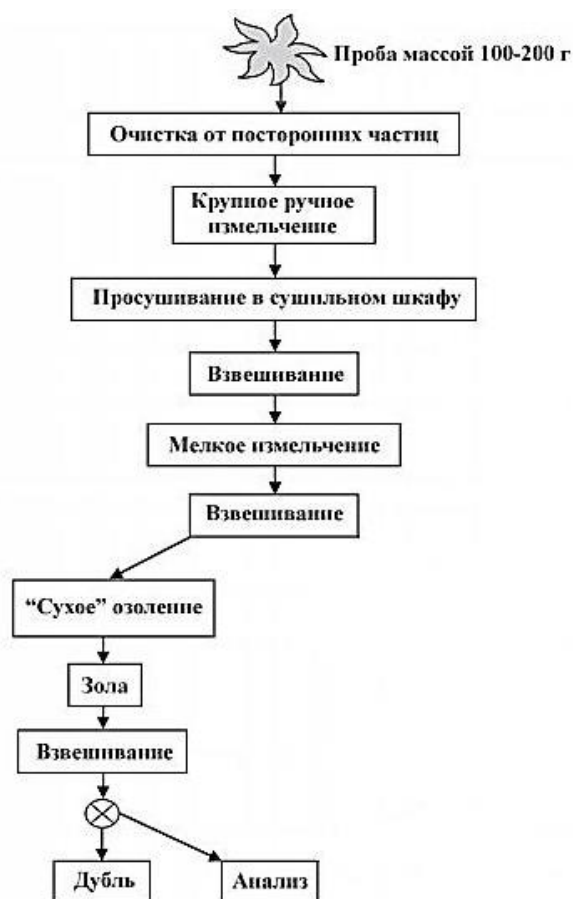 Проба массой 100-200 г
Очистка от посторонних частиц
Крупное ручное
измельчение
Просушивание в сушильном шкафу
Взвешивание
Мелкое измельчение
Взвешивание
“Сухое” озоление
Зола
Взвешивание
Дубль
Анализ